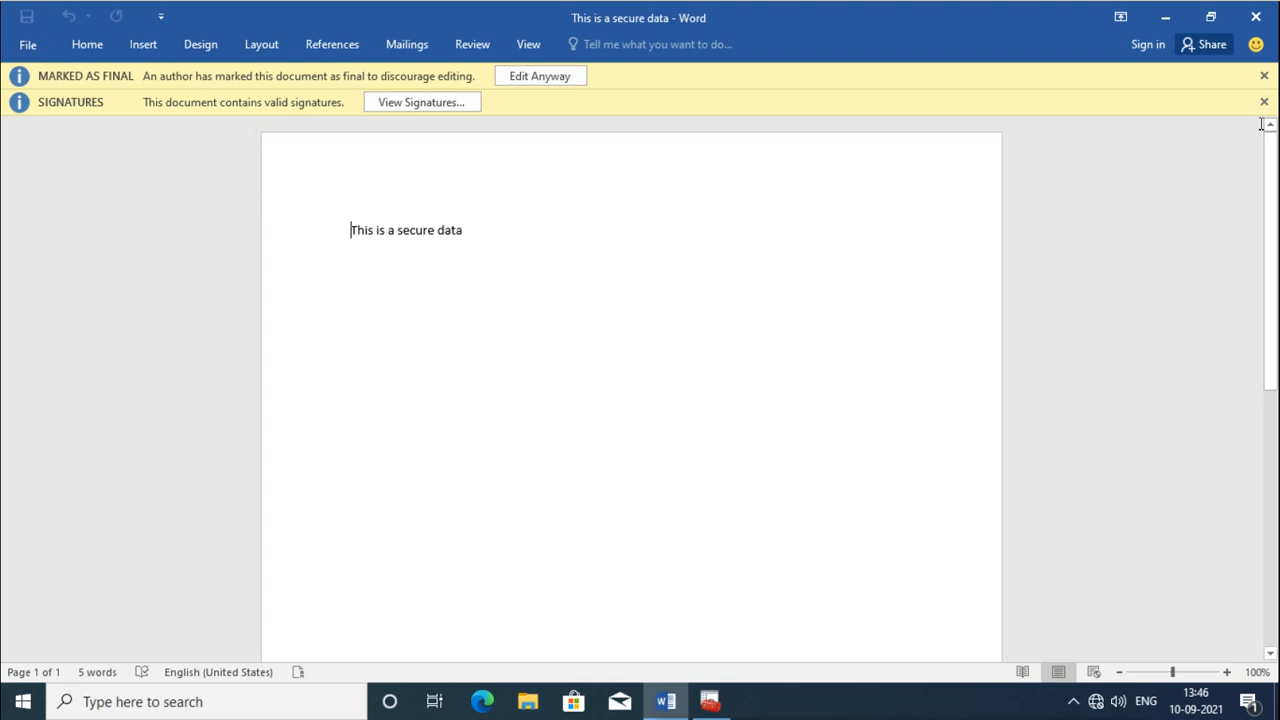 This is a secure data - Word
File Home Insert Design Layout References Mailings Review View Tell me what you want to do... Sign in Share
MARKED AS FINAL An author has marked this document as final to discourage editing. Edit Anyway
SIGNATURES This document contains valid signatures. View Signatures...
This is a secure data
Page 1 of 1 5 words English (United States) 100%
Type here to search ENG 13:46
10-09-2021 1